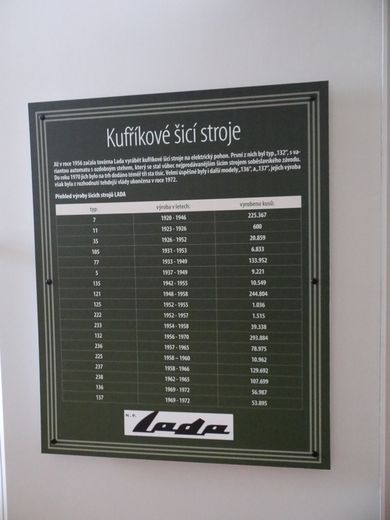 Kufříkové šicí stroje
Již v roce 1956 začala továrna Lada vyrábět kufříkové šicí stroje na elektrický pohon. První z nich byl typ „132“, s va-
riantou automatu s ozdobným stehem, který se stal vůbec nejprodávanějším šicím strojem soběslavského závodu.
Do roku 1970 jich bylo na trh dodáno téměř tři sta tisíc. Velmi úspěšné byly i další modely „136“, a „137“, jejich výroba
však byla z rozhodnutí tehdejší vlády ukončena v roce 1972.
Přehled výroby šicích strojů LADA
typ: výroba v letech: vyrobeno kusů:
7 1920 - 1946 225.367
11 1923 - 1926 600
35 1926 - 1952 20.859
105 1931 - 1953 6.833
77 1933 - 1949 133.952
5 1937 - 1949 9.221
135 1942 - 1955 10.549
121 1948 - 1958 244.804
125 1952 - 1955 1.036
222 1952 - 1957 1.515
233 1954 - 1958 39.338
132 1956 - 1970 293.884
236 1957 - 1965 78.975
225 1958 - 1960 10.962
237 1958 - 1966 129.692
238 1962 - 1965 107.699
136 1969 - 1972 56.987
137 1969 - 1972 53.895
n. p.
Lada